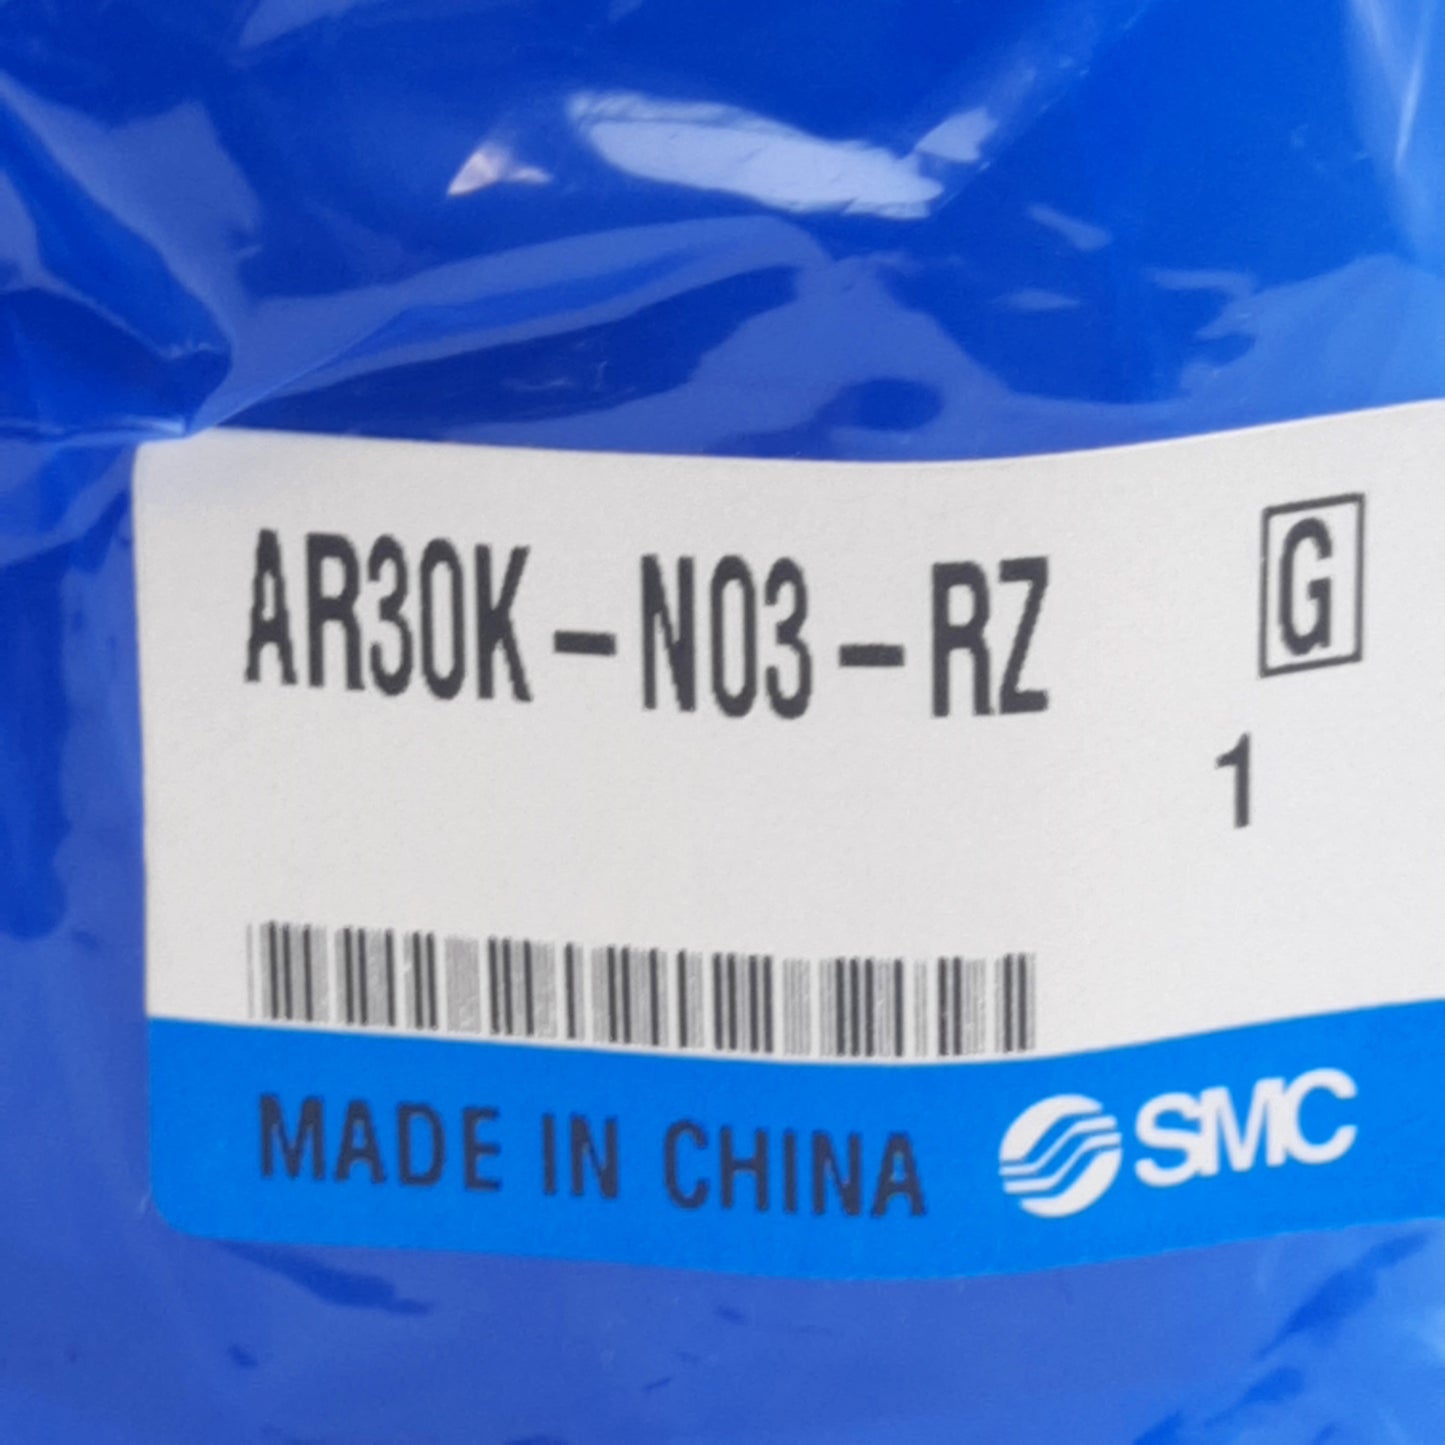 AR30K-N03-RZ G
1
MADE IN CHINA SMC